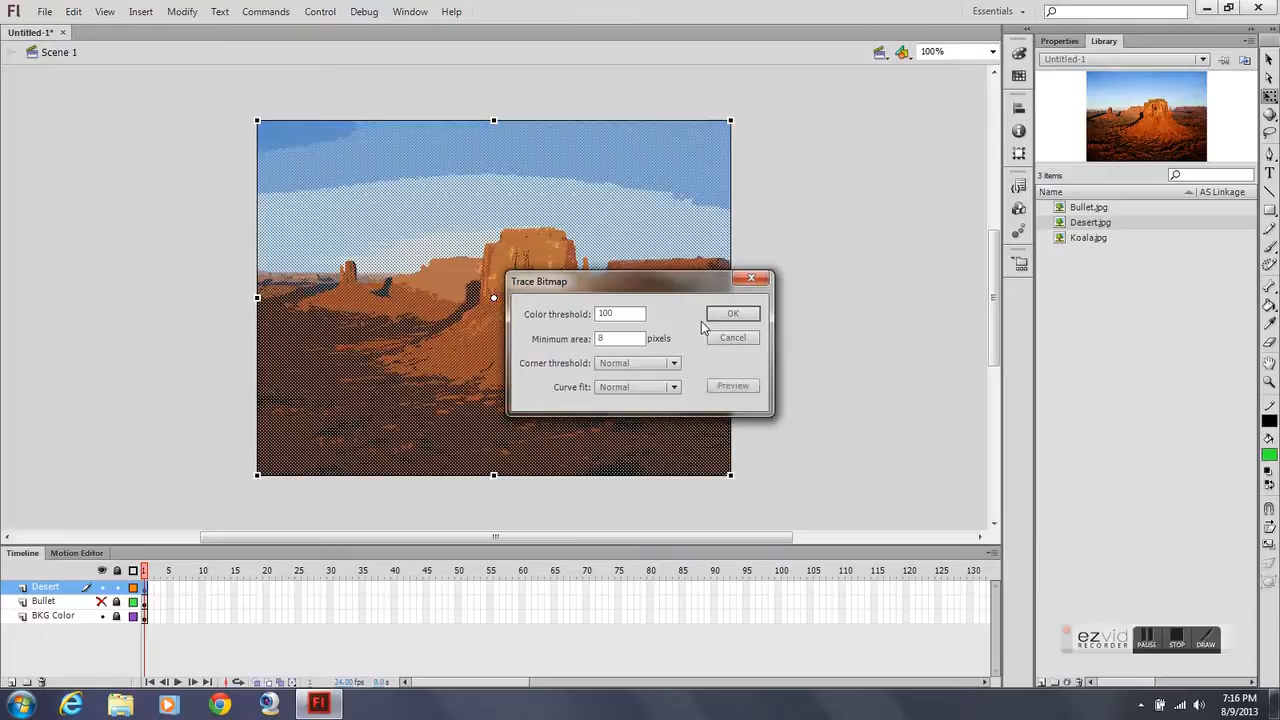 Fl File Edit View Insert Modify Text Commands Control Debug Window Help Essentials
Untitled-1* Properties Library
Scene 1 100% Untitled-1
3 items
Name AS Linkage
Bullet.jpg
Desert.jpg
Koala.jpg
Trace Bitmap
Color threshold: 100 OK
Minimum area: 8 pixels Cancel
Corner threshold: Normal
Curve fit: Normal Preview
Timeline Motion Editor
1 5 10 15 20 25 30 35 40 45 50 55 60 65 70 75 80 85 90 95 100 105 110 115 120 125 130
Desert
Bullet
BKG Color
ezvid RECORDER PAUSE STOP DRAW
1 24.00 fps 0.0 s
Fl 7:16 PM
8/9/2013